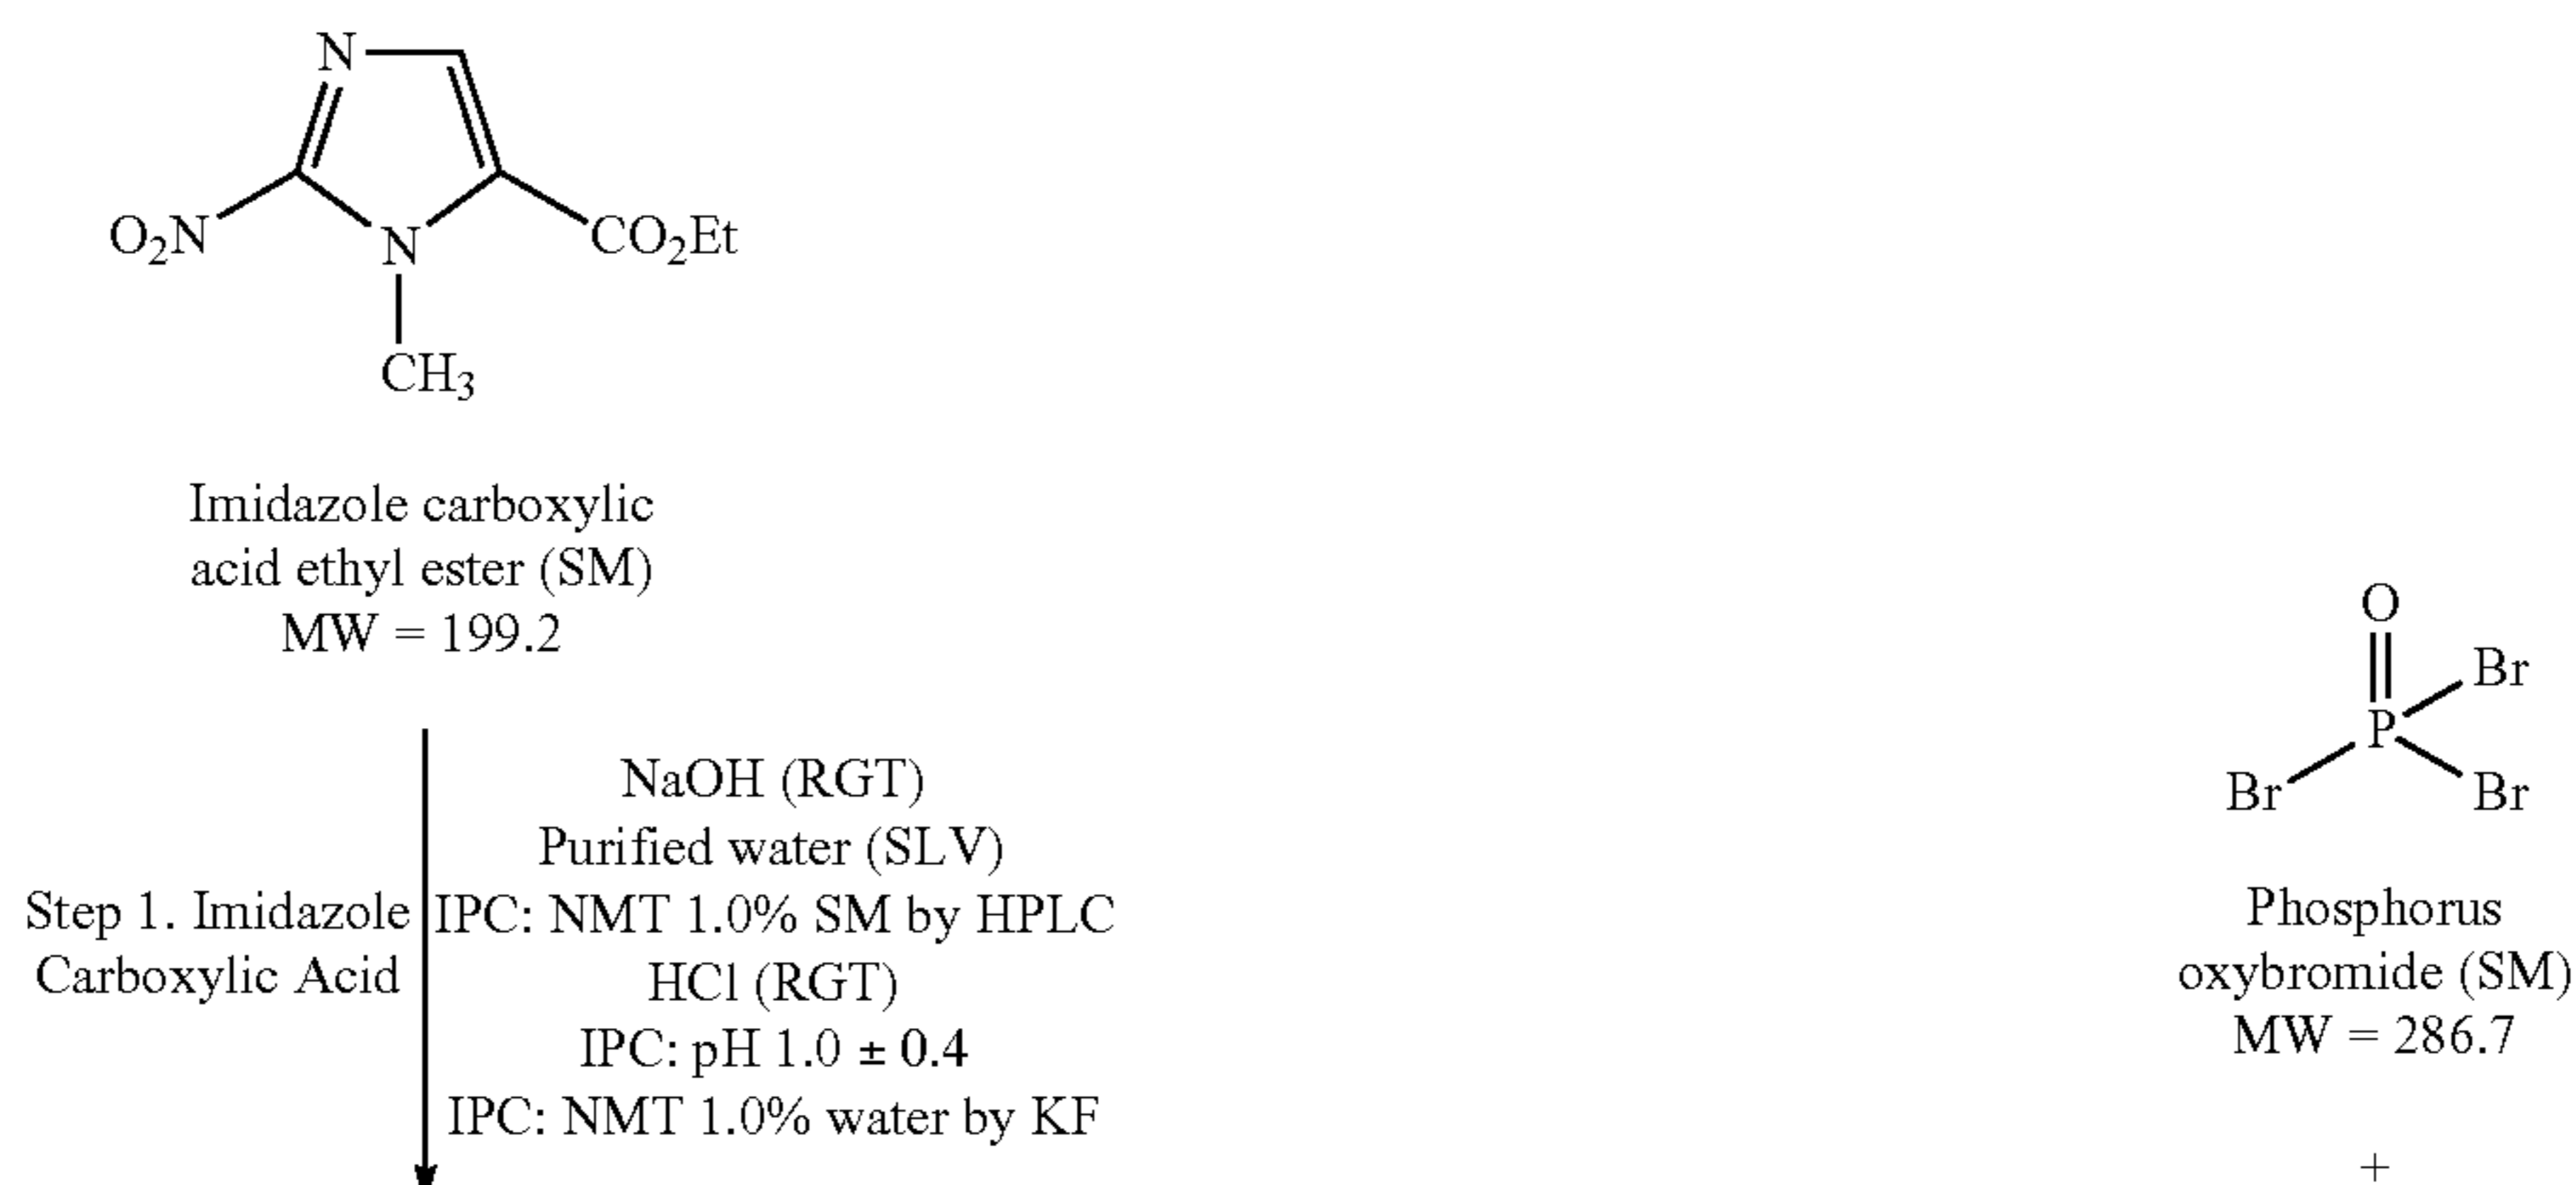 N
O₂N
N
CO₂Et
CH₃
Imidazole carboxylic
acid ethyl ester (SM)
MW = 199.2
Step 1. Imidazole
Carboxylic Acid
NaOH (RGT)
Purified water (SLV)
IPC: NMT 1.0% SM by HPLC
HCl (RGT)
IPC: pH 1.0 ± 0.4
IPC: NMT 1.0% water by KF
O
Br
P
Br
Br
Phosphorus
oxybromide (SM)
MW = 286.7
+